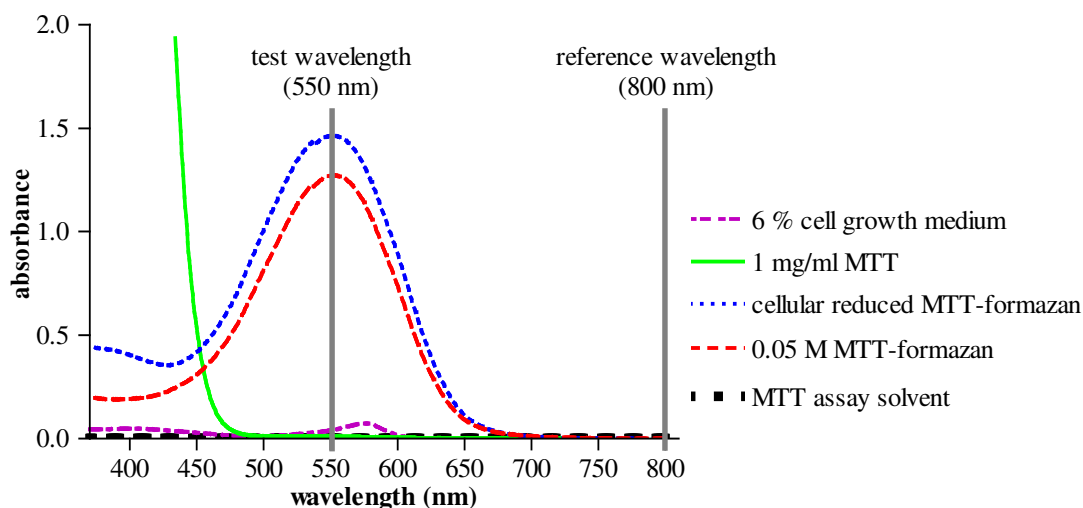 2.0
1.5
1.0
0.5
0.0
absorbance
test wavelength
(550 nm)
reference wavelength
(800 nm)
6 % cell growth medium
1 mg/ml MTT
cellular reduced MTT-formazan
0.05 M MTT-formazan
MTT assay solvent
400 450 500 550 600 650 700 750 800
wavelength (nm)